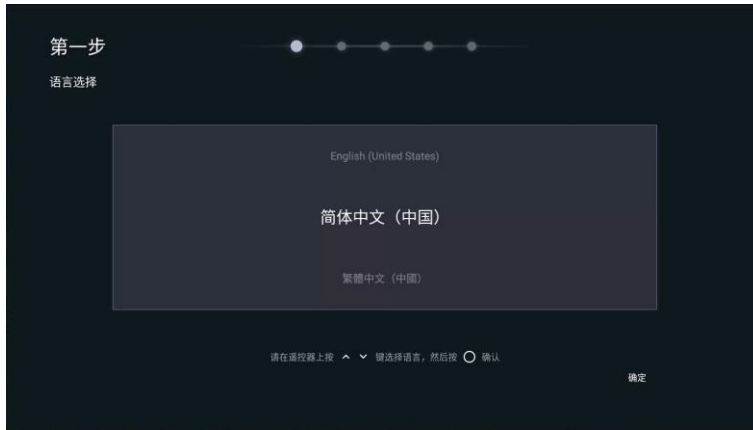 第一步
语言选择
English (United States)
简体中文（中国）
繁體中文（中國）
请在遥控器上按 键选择语言，然后按 确认
确定